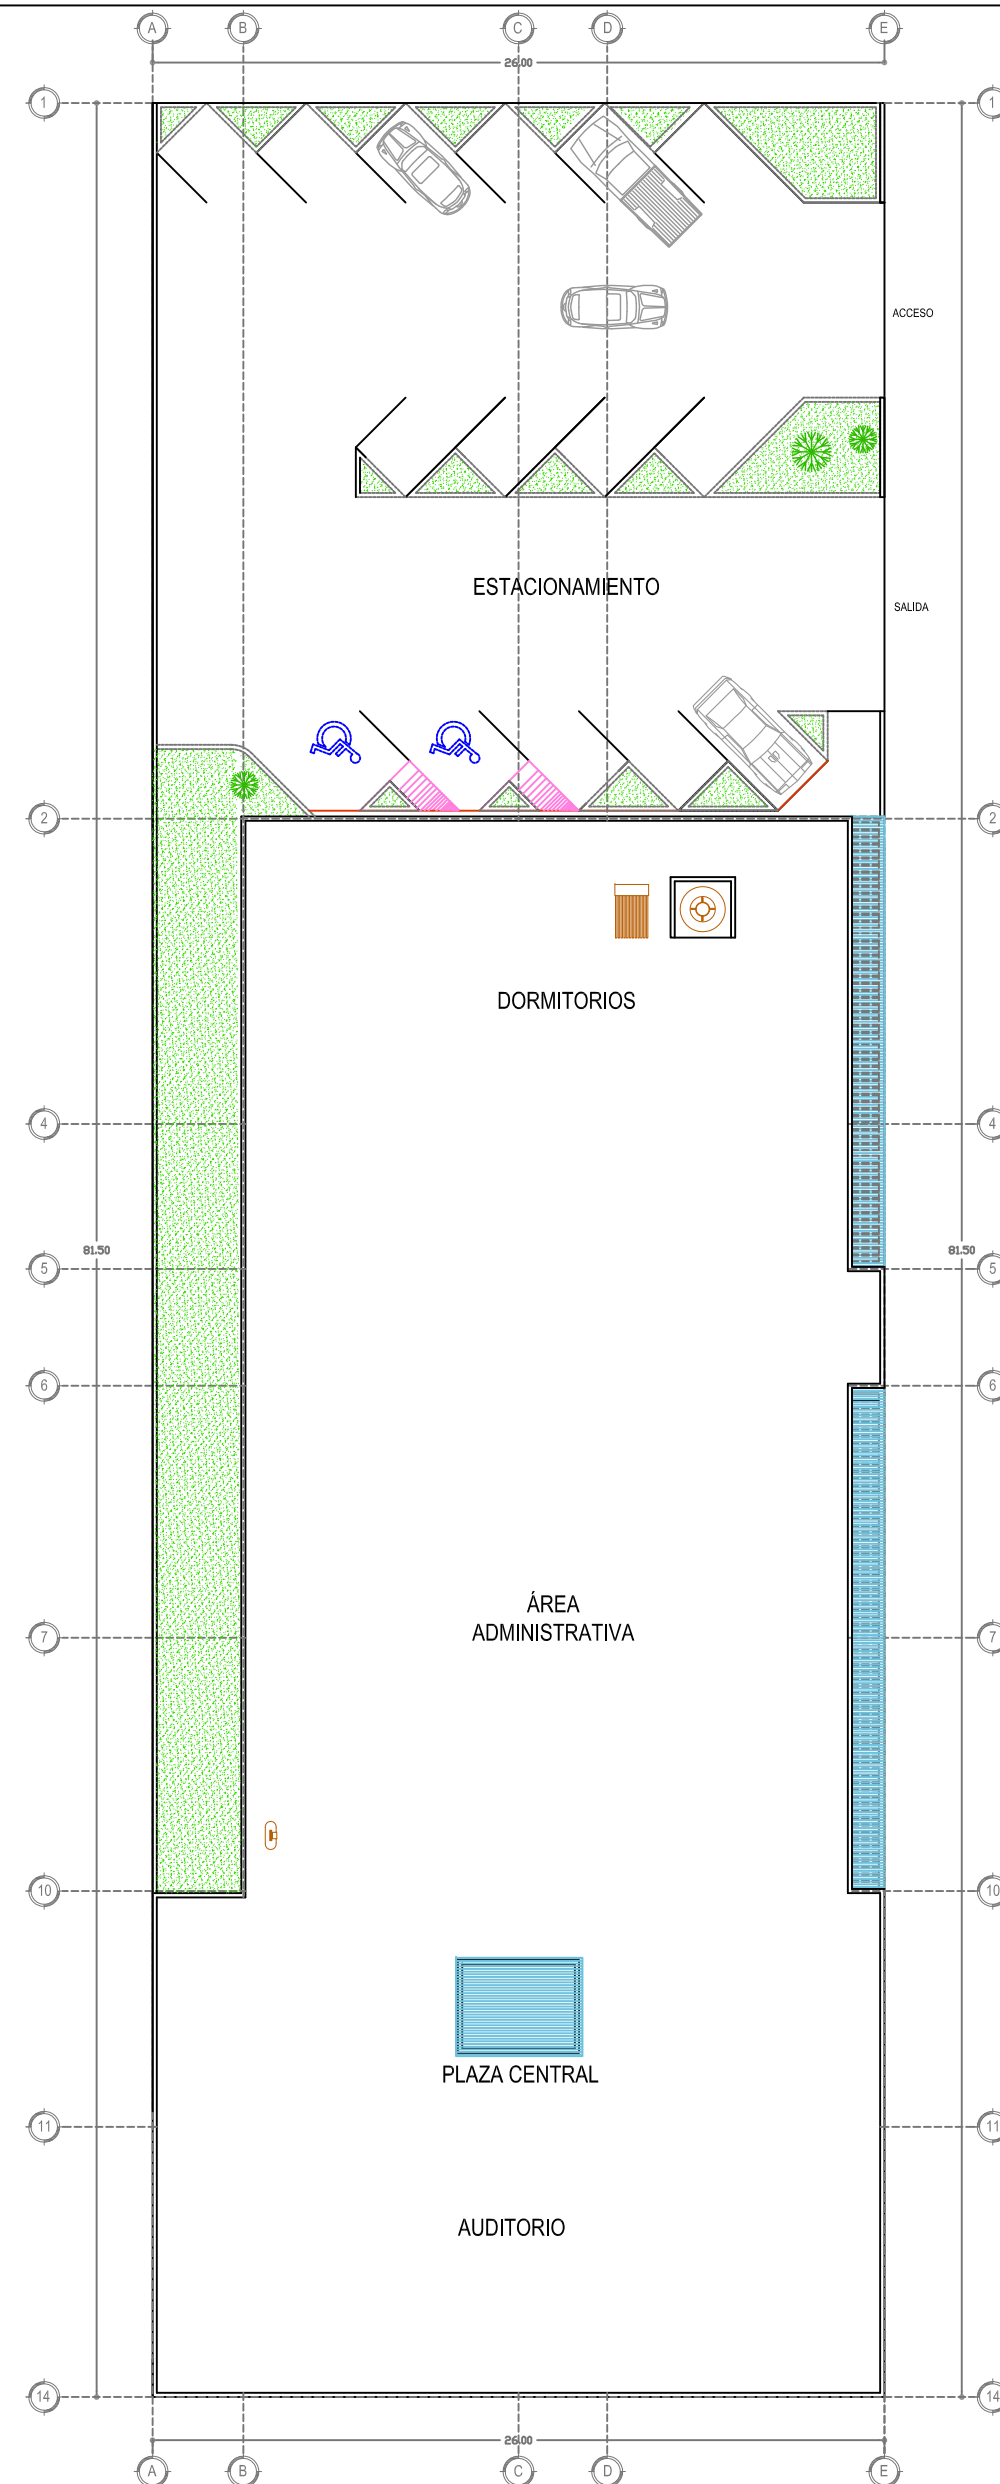 A B C D E
26.00
1 1
ACCESO
ESTACIONAMIENTO
SALIDA
2 2
DORMITORIOS
4 4
81.50 81.50
5 5
6 6
ÁREA
ADMINISTRATIVA
7 7
10 10
PLAZA CENTRAL
11 11
AUDITORIO
14 14
26.00
A B C D E